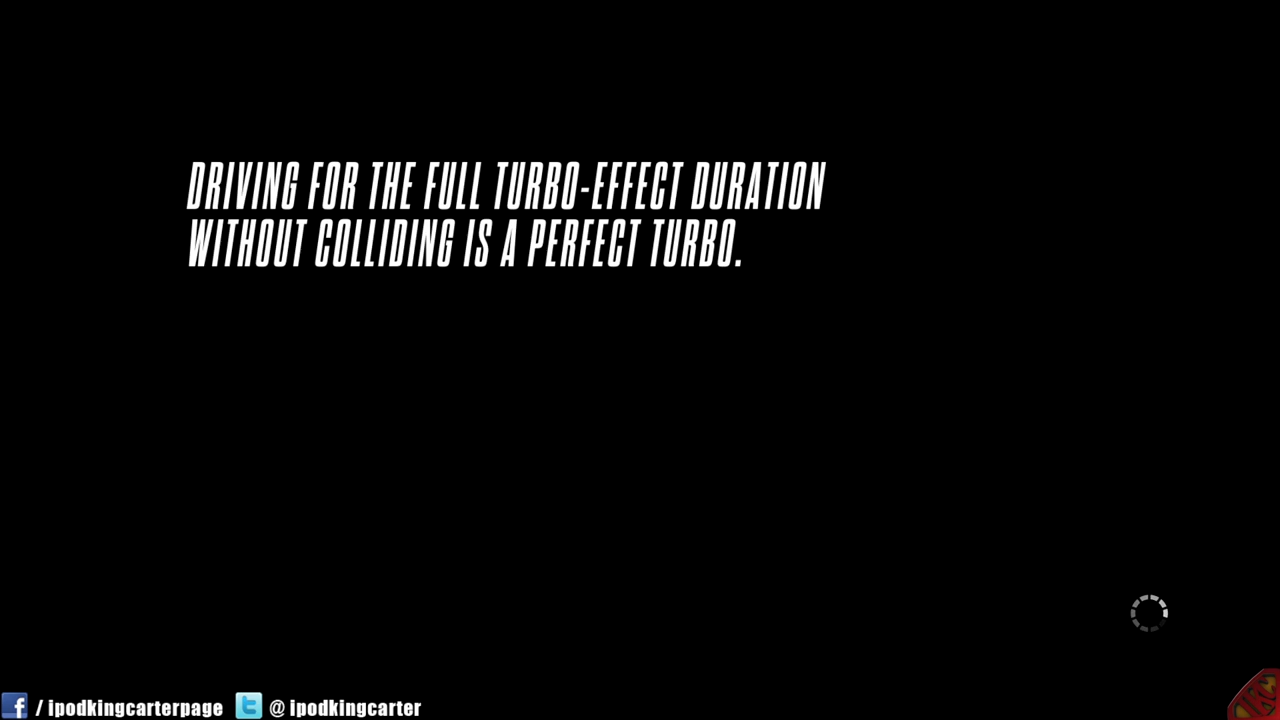 DRIVING FOR THE FULL TURBO-EFFECT DURATION
WITHOUT COLLIDING IS A PERFECT TURBO.
f / ipodkingcarterpage t @ ipodkingcarter